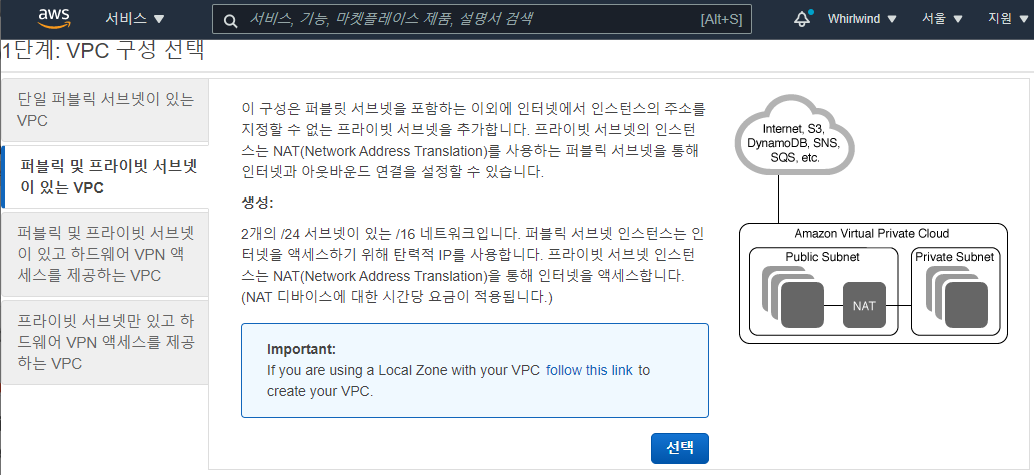 aws 서비스 ▼ 서비스, 기능, 마켓플레이스 제품, 설명서 검색 [Alt+S] Whirlwind ▼ 서울 ▼ 지원 ▼
1단계: VPC 구성 선택
단일 퍼블릭 서브넷이 있는
VPC
퍼블릭 및 프라이빗 서브넷
이 있는 VPC
퍼블릭 및 프라이빗 서브넷
이 있고 하드웨어 VPN 액
세스를 제공하는 VPC
프라이빗 서브넷만 있고 하
드웨어 VPN 액세스를 제공
하는 VPC
이 구성은 퍼블릿 서브넷을 포함하는 이외에 인터넷에서 인스턴스의 주소를
지정할 수 없는 프라이빗 서브넷을 추가합니다. 프라이빗 서브넷의 인스턴
스는 NAT(Network Address Translation)를 사용하는 퍼블릭 서브넷을 통해
인터넷과 아웃바운드 연결을 설정할 수 있습니다.
생성:
2개의 /24 서브넷이 있는 /16 네트워크입니다. 퍼블릭 서브넷 인스턴스는 인
터넷을 액세스하기 위해 탄력적 IP를 사용합니다. 프라이빗 서브넷 인스턴
스는 NAT(Network Address Translation)을 통해 인터넷을 액세스합니다.
(NAT 디바이스에 대한 시간당 요금이 적용됩니다.)
Important:
If you are using a Local Zone with your VPC follow this link to
create your VPC.
선택
Internet, S3,
DynamoDB, SNS,
SQS, etc.
Amazon Virtual Private Cloud
Public Subnet
Private Subnet
NAT